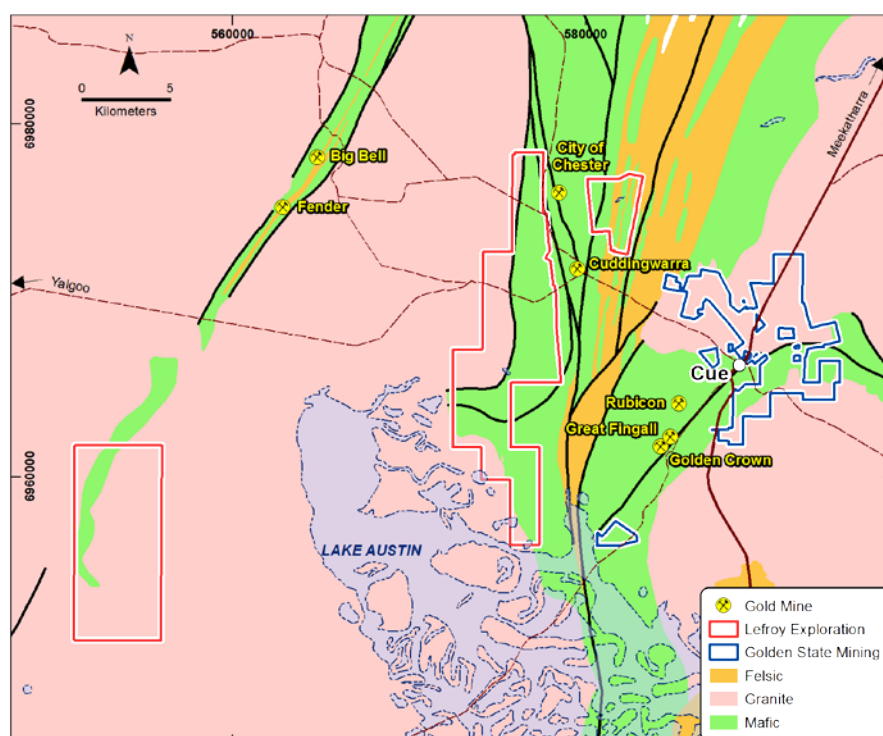 560000
580000
N
0 5
Kilometers
6980000
Meekatharra
City of
Chester
Big Bell
Fender
Cuddingwarra
Yalgoo
Cue
Rubicon
Great Fingall
Golden Crown
6960000
LAKE AUSTIN
Gold Mine
Lefroy Exploration
Golden State Mining
Felsic
Granite
Mafic